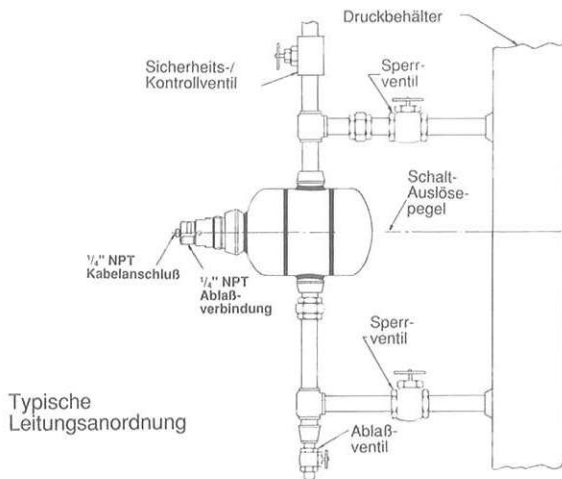 Druckbehälter
Sicherheits-/
Kontrollventil
Sperr-
ventil
Schalt-
Auslöse-
pegel
¼" NPT
Kabelanschluß
¼" NPT
Ablaß-
verbindung
Sperr-
ventil
Typische
Leitungsanordnung
Ablaß-
ventil